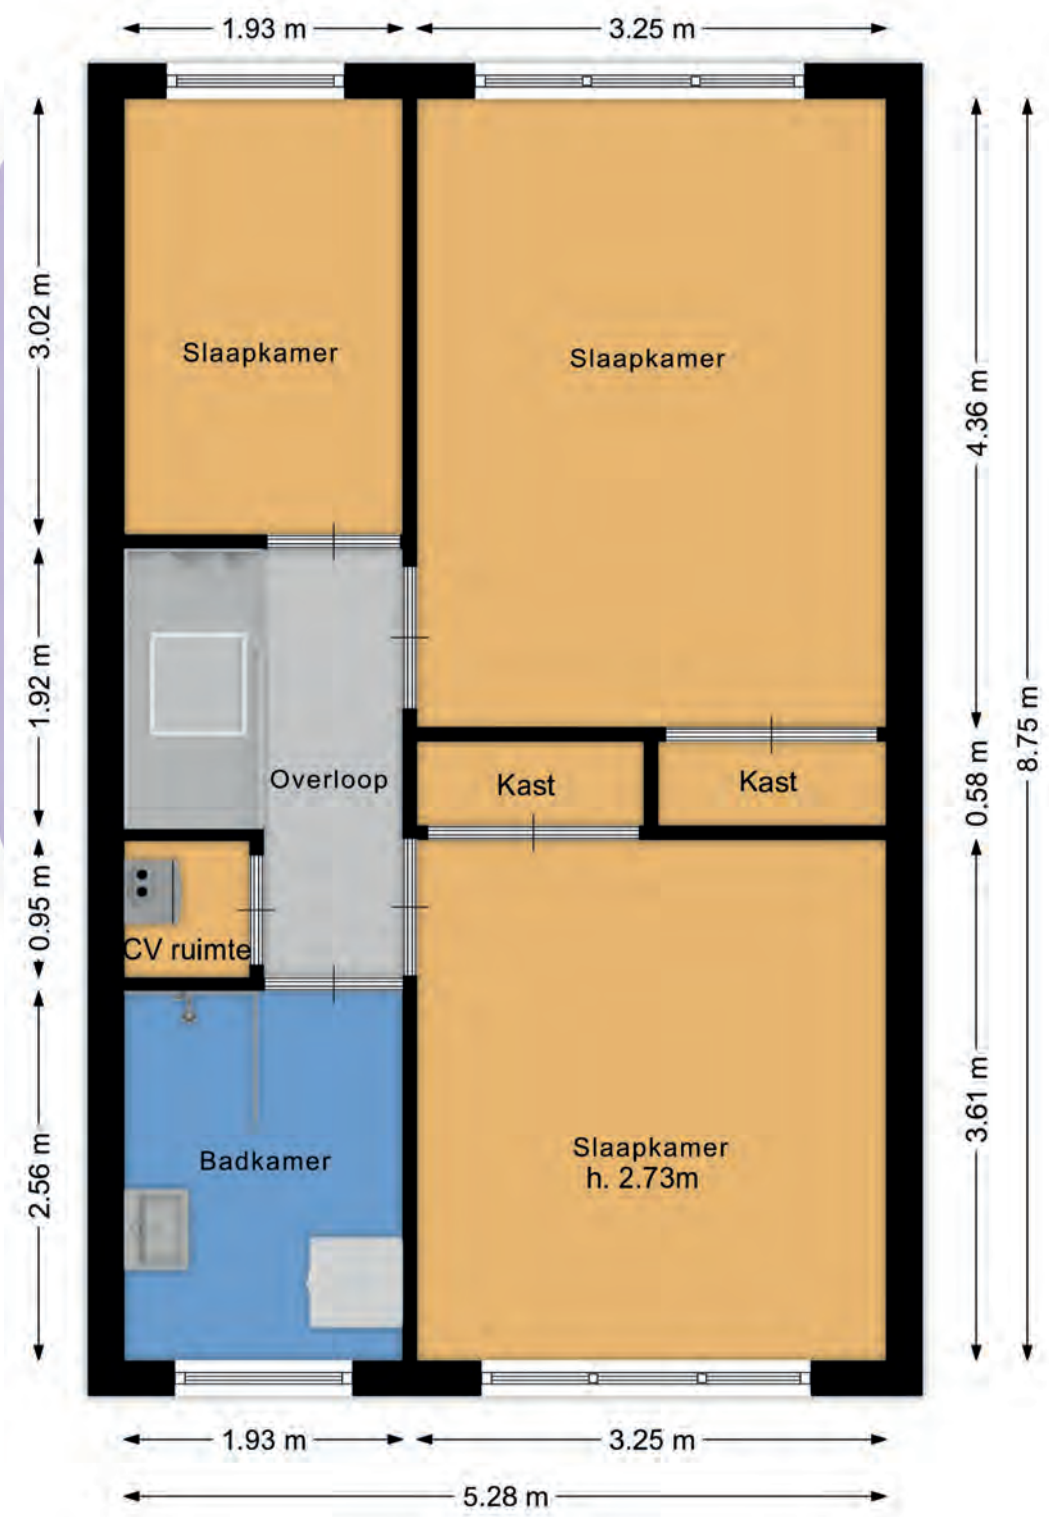 1.93 m
3.25 m
3.02 m
Slaapkamer
Slaapkamer
4.36 m
1.92 m
8.75 m
Overloop
Kast
Kast
0.58 m
0.95 m
CV ruimte
2.56 m
Badkamer
Slaapkamer
h. 2.73m
3.61 m
1.93 m
3.25 m
5.28 m